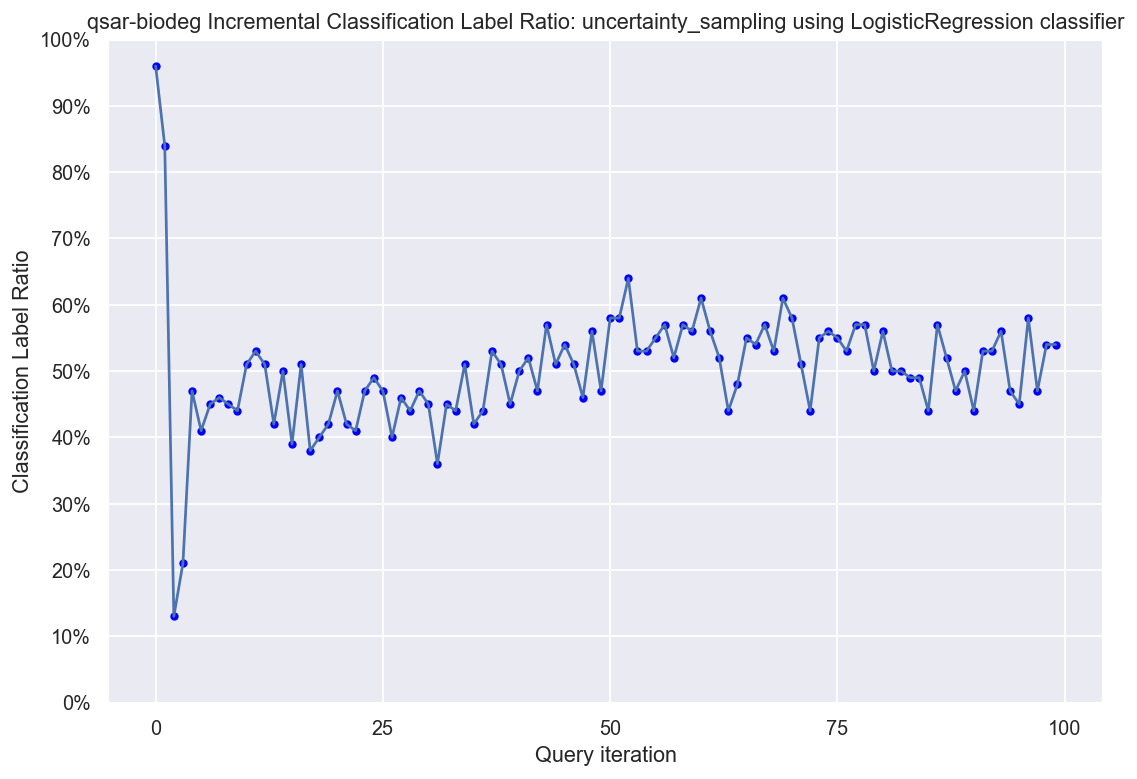 qsar-biodeg Incremental Classification Label Ratio: uncertainty_sampling using LogisticRegression classifier
100%
90%
80%
70%
60%
50%
40%
30%
20%
10%
0%
Classification Label Ratio
0 25 50 75 100
Query iteration